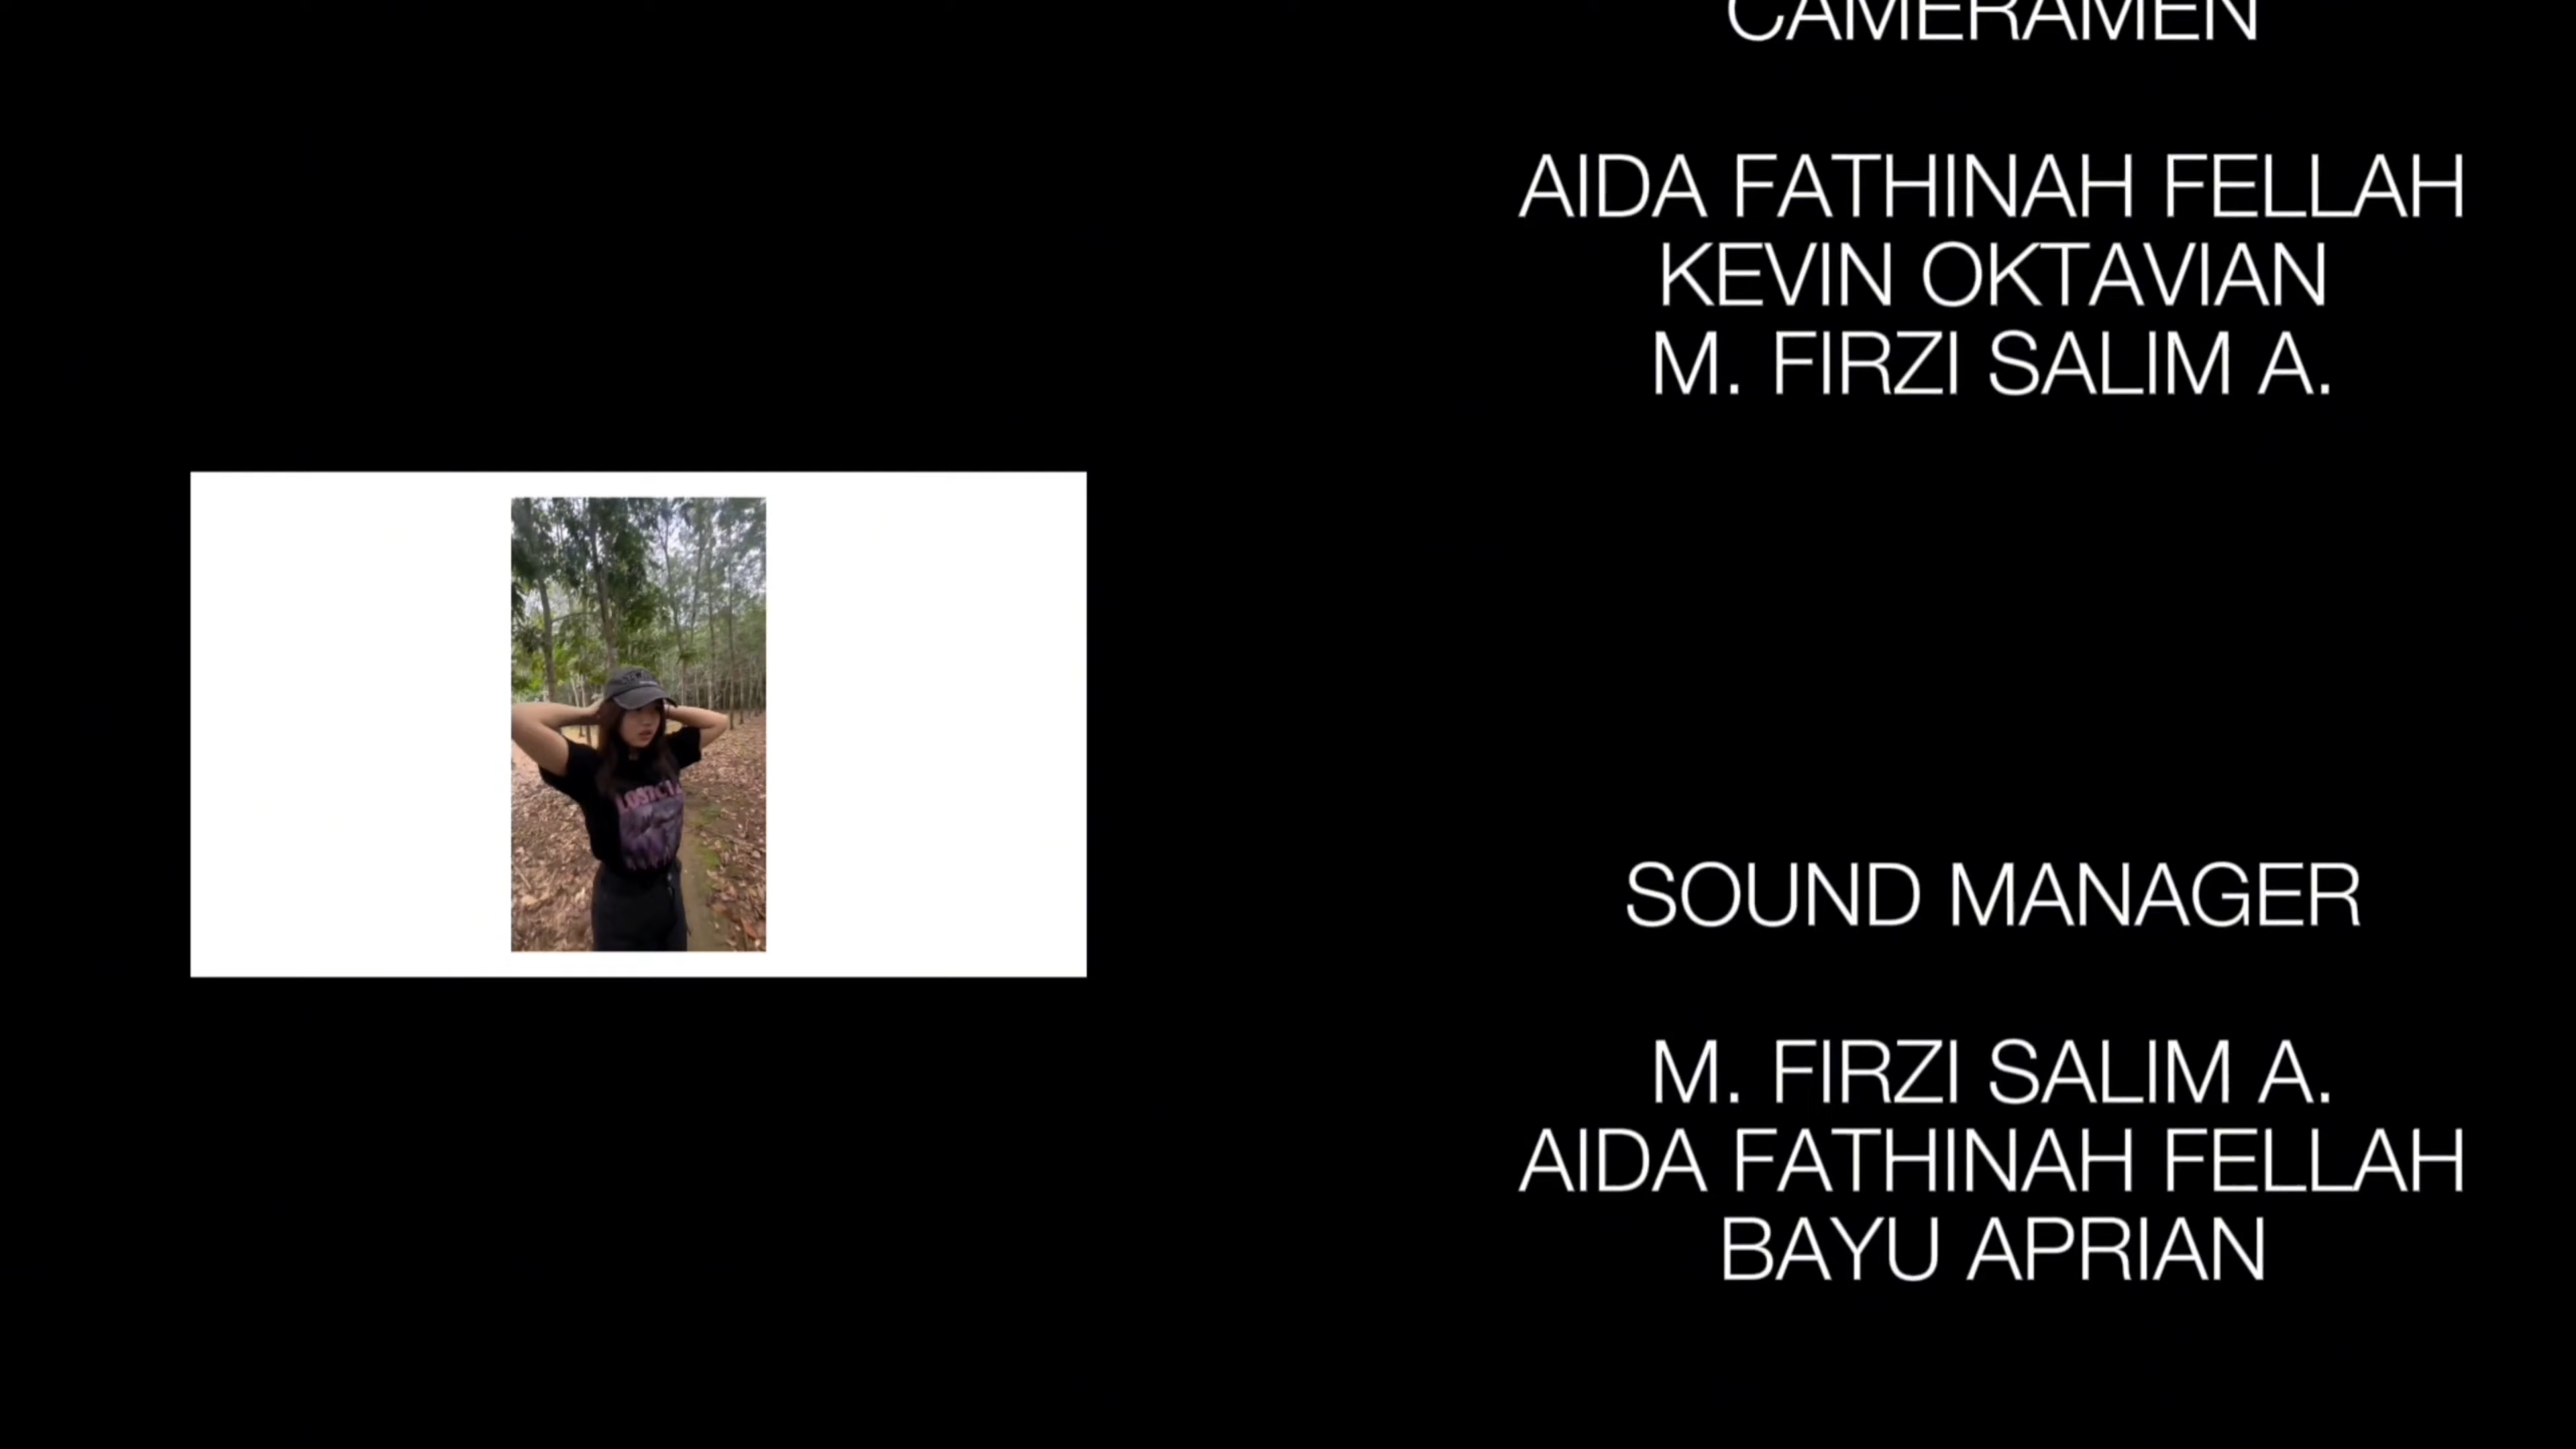 CAMERAMEN
AIDA FATHINAH FELLAH
KEVIN OKTAVIAN
M. FIRZI SALIM A.
SOUND MANAGER
M. FIRZI SALIM A.
AIDA FATHINAH FELLAH
BAYU APRIAN